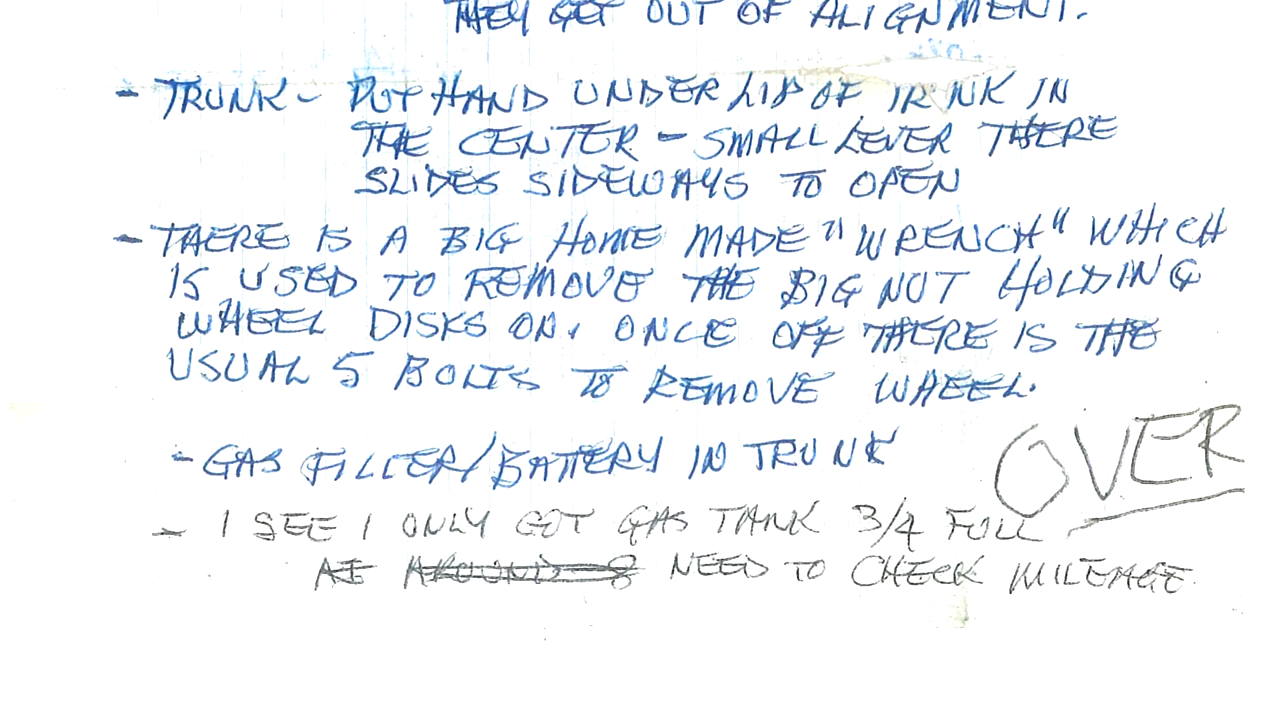 THEY GET OUT OF ALIGNMENT.
- TRUNK - PUT HAND UNDER LIP OF TRUNK IN
THE CENTER - SMALL LEVER THERE
SLIDES SIDEWAYS TO OPEN
- THERE IS A BIG HOME MADE "WRENCH" WHICH
IS USED TO REMOVE THE BIG NUT HOLDING
WHEEL DISKS ON. ONCE OFF THERE IS THE
USUAL 5 BOLTS TO REMOVE WHEEL.
- GAS FILLER/BATTERY IN TRUNK
OVER
- I SEE I ONLY GOT GAS TANK 3/4 FULL
AT AROUND 8 NEED TO CHECK MILEAGE